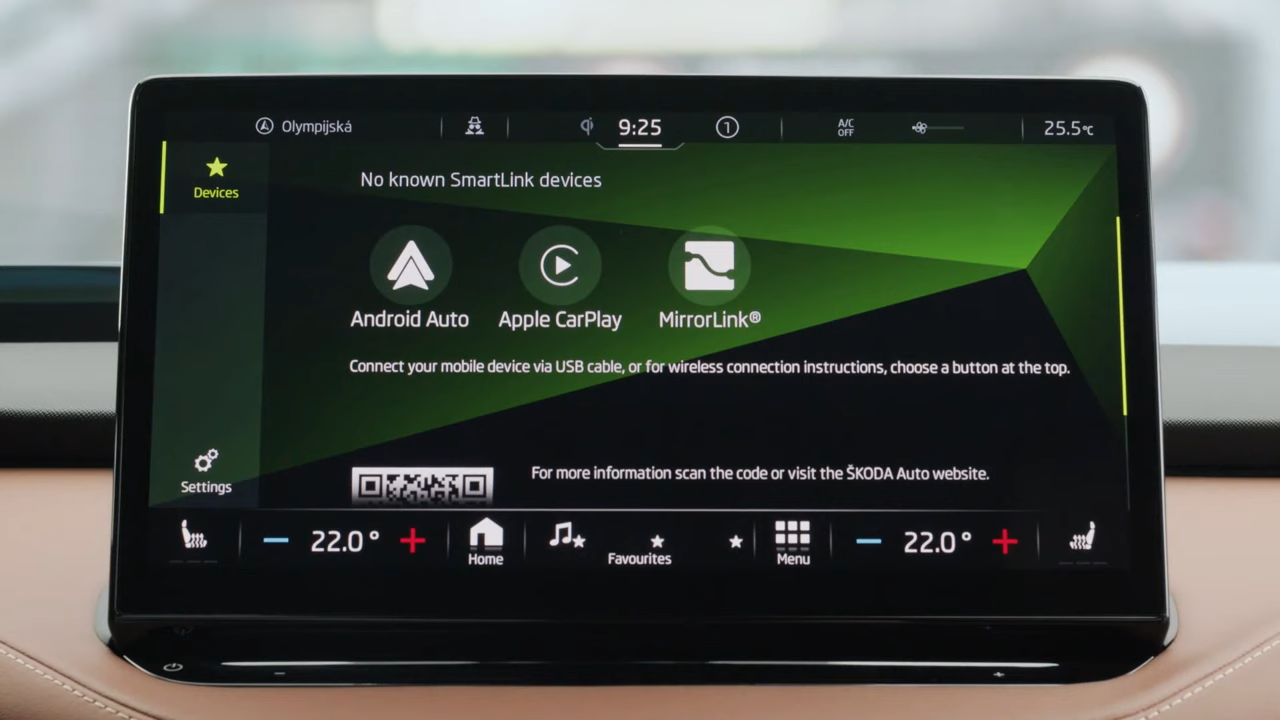 Olympijská
9:25
1
A/C
OFF
25.5°C
Devices
No known SmartLink devices
Android Auto
Apple CarPlay
MirrorLink®
Connect your mobile device via USB cable, or for wireless connection instructions, choose a button at the top.
Settings
For more information scan the code or visit the ŠKODA Auto website.
22.0°
Home
Favourites
Menu
22.0°